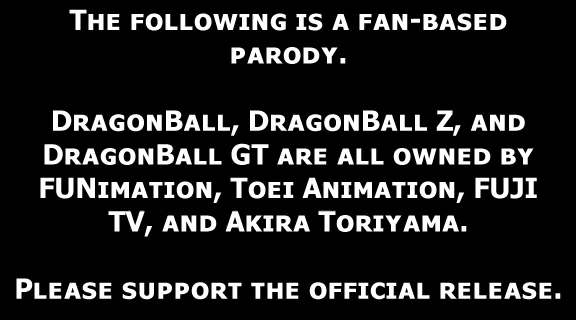 The following is a fan-based
parody.
DragonBall, DragonBall Z, and
DragonBall GT are all owned by
FUNimation, Toei Animation, FUJI
TV, and Akira Toriyama.
Please support the official release.